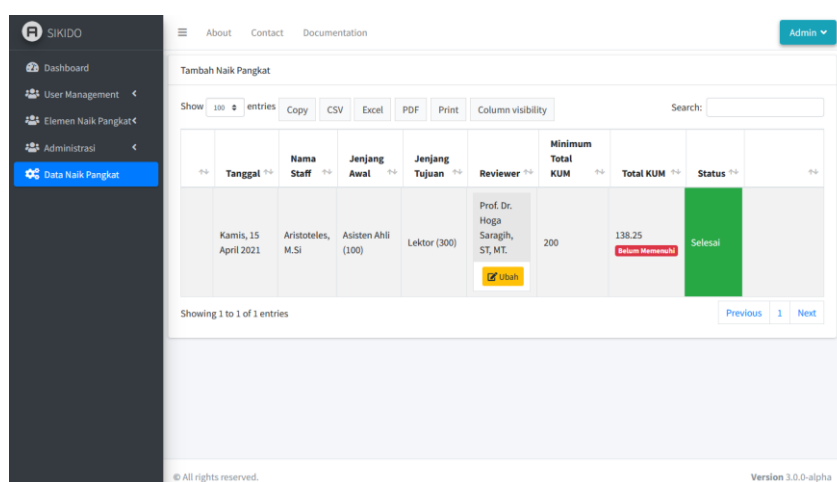 SIKIDO
About Contact Documentation
Admin
Dashboard
User Management
Elemen Naik Pangkat
Administrasi
Data Naik Pangkat
Tambah Naik Pangkat
Show 100 entries
Copy CSV Excel PDF Print Column visibility
Search:
Tanggal
Nama
Staff
Jenjang
Awal
Jenjang
Tujuan
Reviewer
Minimum
Total
KUM
Total KUM
Status
Kamis, 15
April 2021
Aristoteles,
M.Si
Asisten Ahli
(100)
Lektor (300)
Prof. Dr.
Hoga
Saragih,
ST, MT.
Ubah
200
138.25
Belum Memenuhi
Selesai
Showing 1 to 1 of 1 entries
Previous 1 Next
© All rights reserved.
Version 3.0.0-alpha